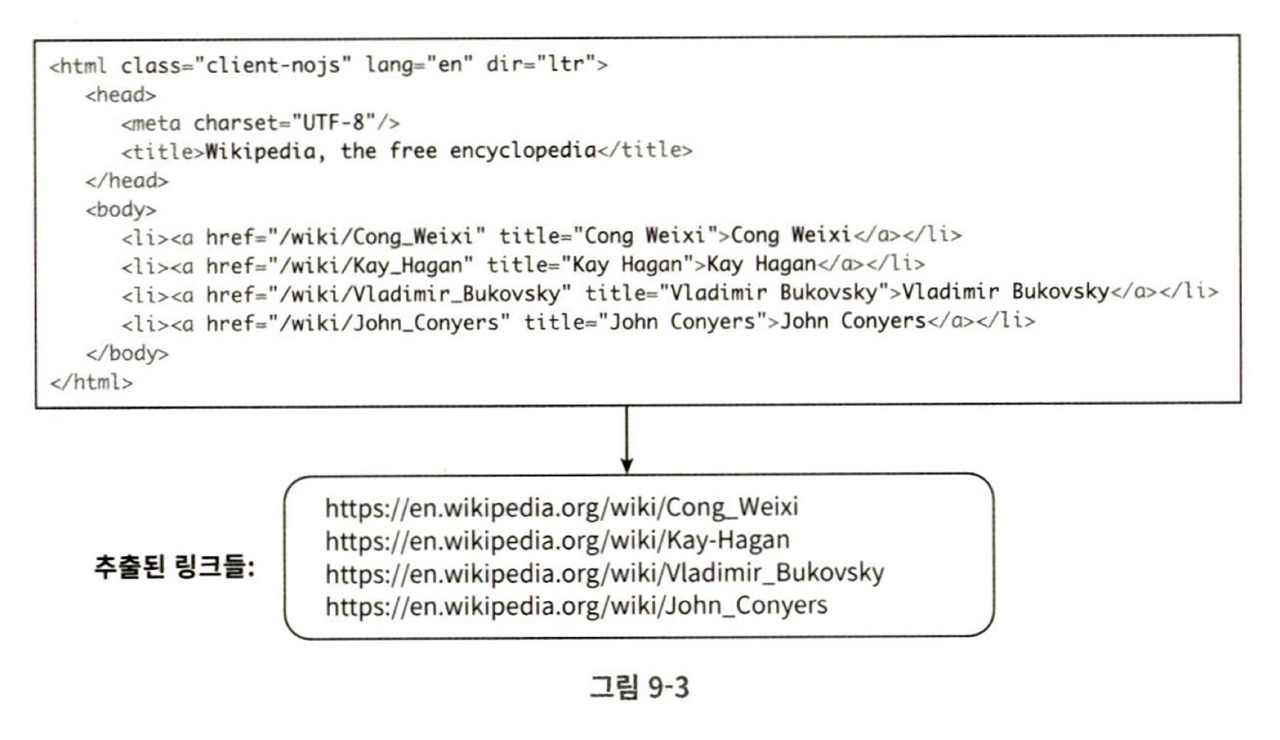 <html class="client-nojs" lang="en" dir="ltr">
<head>
<meta charset="UTF-8"/>
<title>Wikipedia, the free encyclopedia</title>
</head>
<body>
<li><a href="/wiki/Cong_Weixi" title="Cong Weixi">Cong Weixi</a></li>
<li><a href="/wiki/Kay_Hagan" title="Kay Hagan">Kay Hagan</a></li>
<li><a href="/wiki/Vladimir_Bukovsky" title="Vladimir Bukovsky">Vladimir Bukovsky</a></li>
<li><a href="/wiki/John_Conyers" title="John Conyers">John Conyers</a></li>
</body>
</html>
추출된 링크들:
https://en.wikipedia.org/wiki/Cong_Weixi
https://en.wikipedia.org/wiki/Kay-Hagan
https://en.wikipedia.org/wiki/Vladimir_Bukovsky
https://en.wikipedia.org/wiki/John_Conyers
그림 9-3